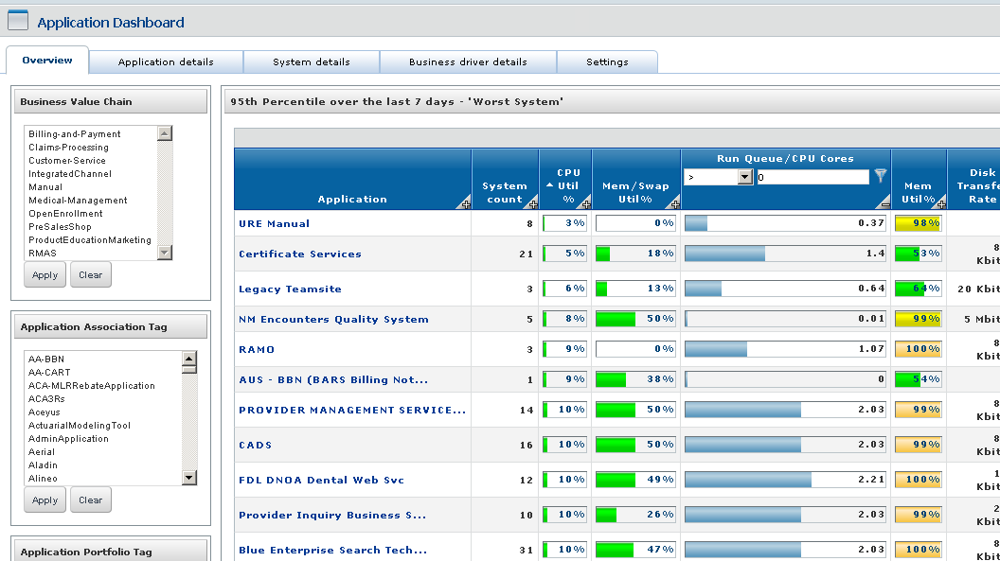 Application Dashboard
Overview Application details System details Business driver details Settings
Business Value Chain
Billing-and-Payment
Claims-Processing
Customer-Service
IntegratedChannel
Manual
Medical-Management
OpenEnrollment
PreSalesShop
ProductEducationMarketing
RMAS
Apply Clear
Application Association Tag
AA-BBN
AA-CART
ACA-MLRRebateApplication
ACA3Rs
Aceyus
ActuarialModelingTool
AdminApplication
Aerial
Aladin
Alineo
Apply Clear
Application Portfolio Tag
95th Percentile over the last 7 days - 'Worst System'
Application
System count
CPU Util %
Mem/Swap Util%
Run Queue/CPU Cores
> 0
Mem Util%
Disk Transfe Rate
URE Manual 8 3% 0% 0.37 98%
Certificate Services 21 5% 18% 1.4 53% 8 Kbit
Legacy Teamsite 3 6% 13% 0.64 64% 20 Kbit
NM Encounters Quality System 5 8% 50% 0.01 99% 5 Mbit
RAMO 3 9% 0% 1.07 100% 8 Kbit
AUS - BBN (BARS Billing Not... 1 9% 38% 0 54%
PROVIDER MANAGEMENT SERVICE... 14 10% 50% 2.03 99% 8 Kbit
CADS 16 10% 50% 2.03 99% 8 Kbit
FDL DNOA Dental Web Svc 12 10% 49% 2.21 100% 1 Kbit
Provider Inquiry Business S... 10 10% 26% 2.03 99% 2 Kbit
Blue Enterprise Search Tech... 31 10% 47% 2.03 100% 8 Kbit